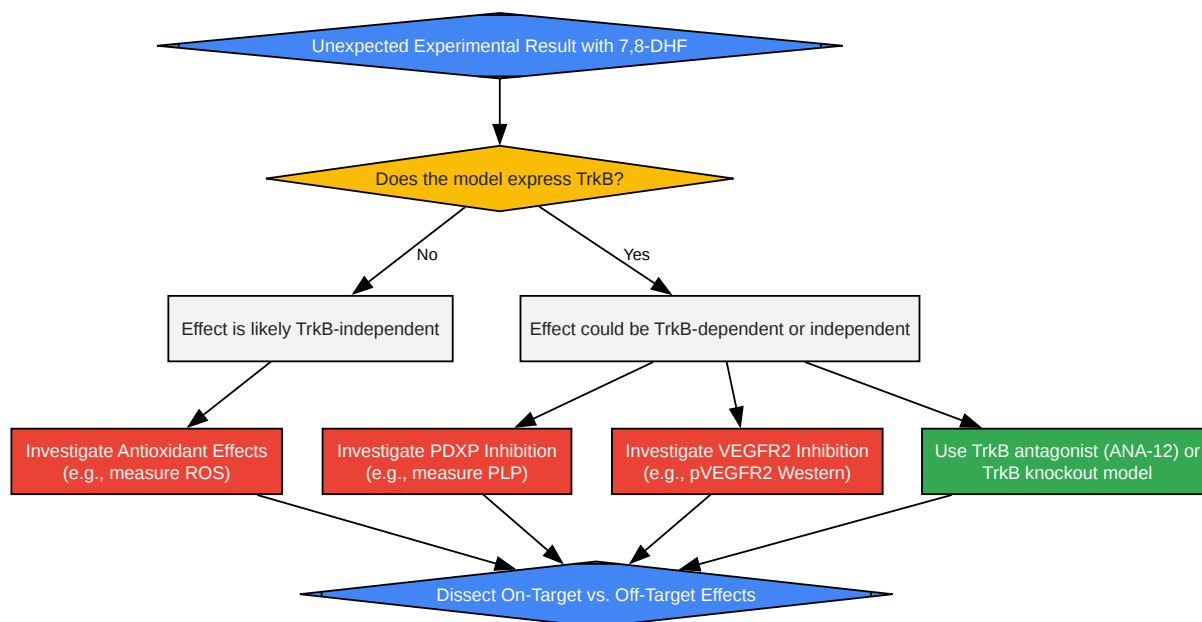 Unexpected Experimental Result with 7,8-DHF
Does the model express TrkB?
No
Yes
Effect is likely TrkB-independent
Effect could be TrkB-dependent or independent
Investigate Antioxidant Effects
(e.g., measure ROS)
Investigate PDXP Inhibition
(e.g., measure PLP)
Investigate VEGFR2 Inhibition
(e.g., pVEGFR2 Western)
Use TrkB antagonist (ANA-12) or
TrkB knockout model
Dissect On-Target vs. Off-Target Effects